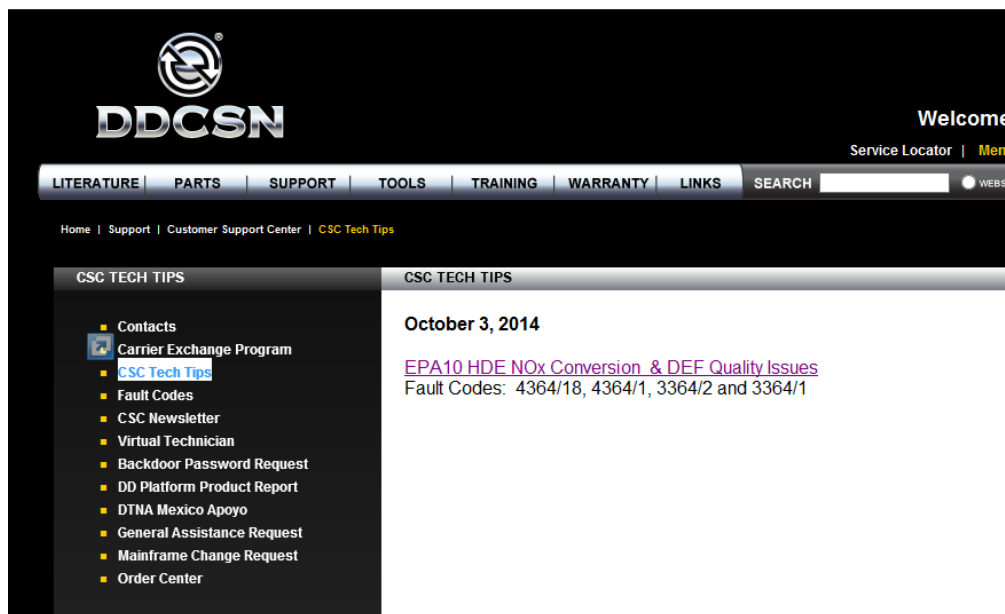 DDCSN
Welcome
Service Locator |
LITERATURE | PARTS | SUPPORT | TOOLS | TRAINING | WARRANTY | LINKS SEARCH
Home | Support | Customer Support Center | CSC Tech Tips
CSC TECH TIPS
Contacts
Carrier Exchange Program
CSC Tech Tips
Fault Codes
CSC Newsletter
Virtual Technician
Backdoor Password Request
DD Platform Product Report
DTNA Mexico Apoyo
General Assistance Request
Mainframe Change Request
Order Center
CSC TECH TIPS
October 3, 2014
EPA10 HDE NOx Conversion & DEF Quality Issues
Fault Codes: 4364/18, 4364/1, 3364/2 and 3364/1